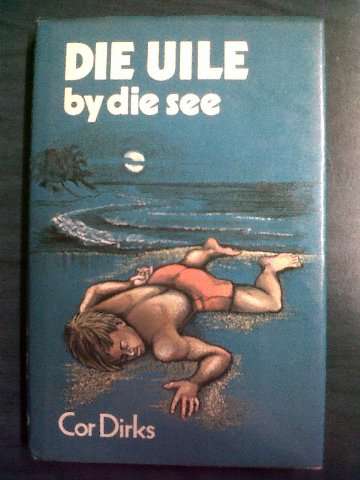 DIE UILE
by die see
Cor Dirks